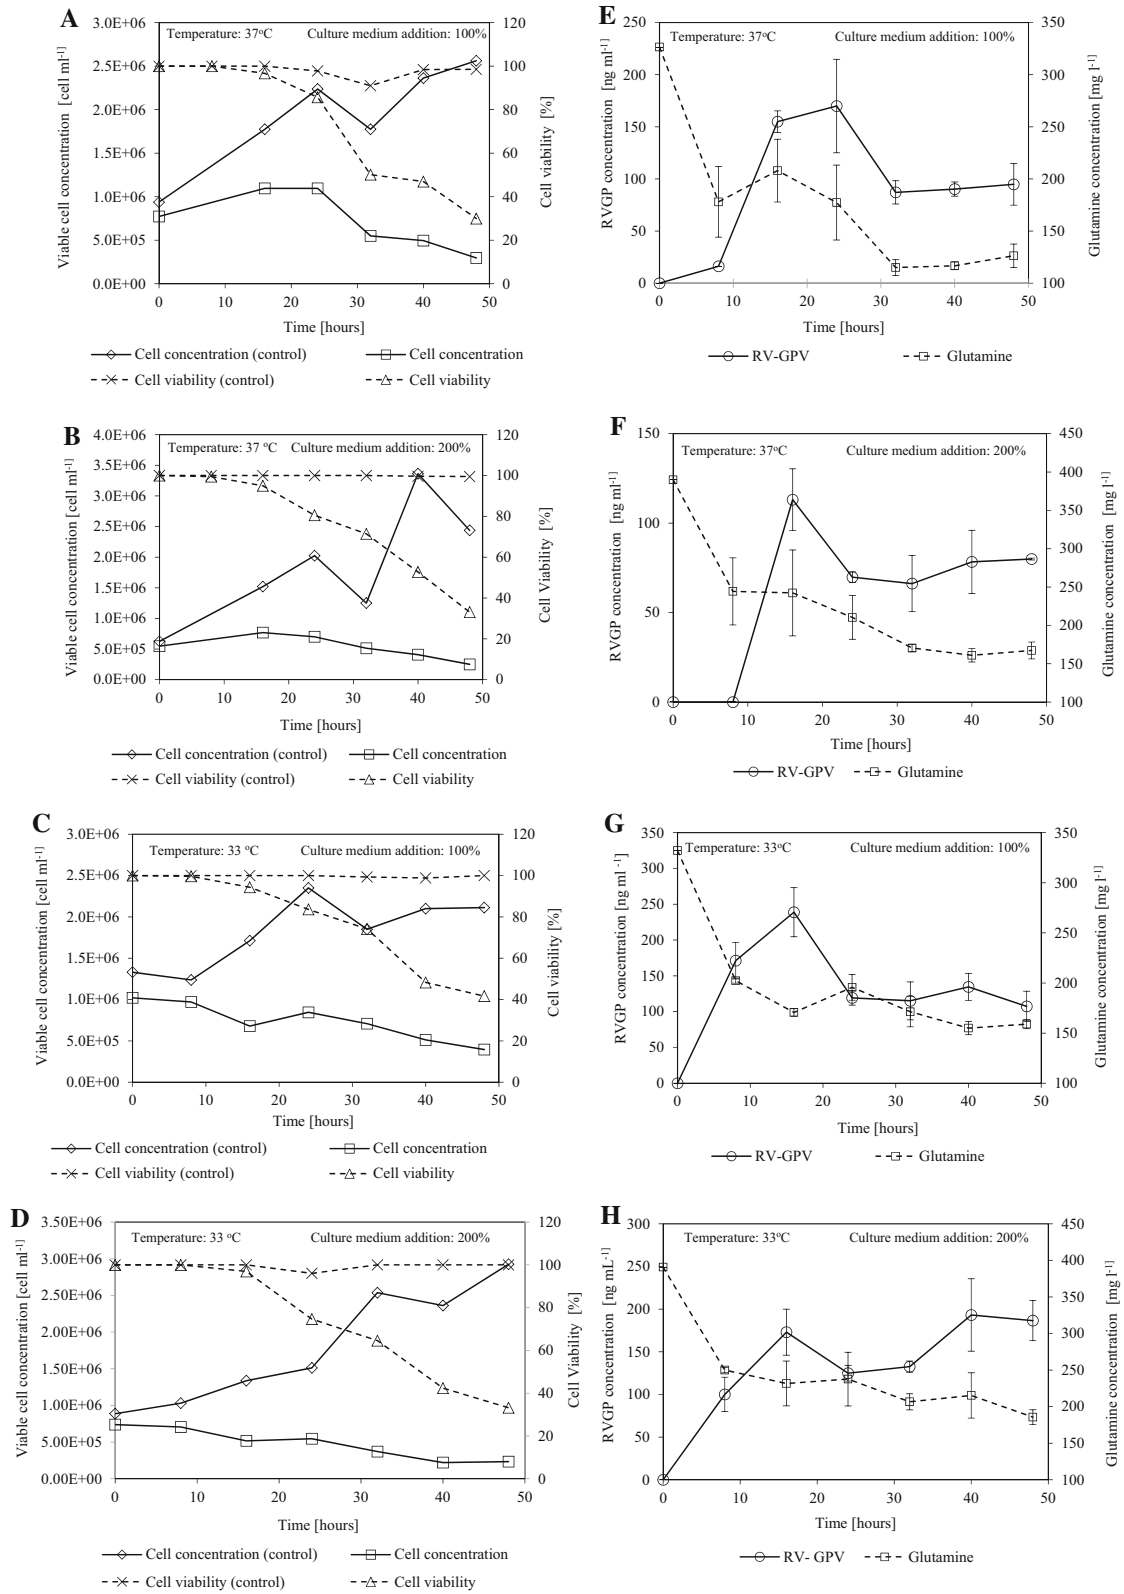 A
Temperature: 37°C Culture medium addition: 100%
3.0E+06
2.5E+06
2.0E+06
1.5E+06
1.0E+06
5.0E+05
0.0E+00
120
100
80
60
40
20
0
0 10 20 30 40 50
Viable cell concentration [cell ml⁻¹]
Cell viability [%]
Time [hours]
Cell concentration (control) Cell concentration
Cell viability (control) Cell viability
E
Temperature: 37°C Culture medium addition: 100%
250
200
150
100
50
0
350
300
250
200
150
100
0 10 20 30 40 50
RVGP concentration [ng ml⁻¹]
Glutamine concentration[mg l⁻¹]
Time [hours]
RV-GPV Glutamine
B
Temperature: 37 °C Culture medium addition: 200%
4.0E+06
3.5E+06
3.0E+06
2.5E+06
2.0E+06
1.5E+06
1.0E+06
5.0E+05
0.0E+00
120
100
80
60
40
20
0
0 10 20 30 40 50
Viable cell concentration [cell ml⁻¹]
Cell Viability [%]
Time [hours]
Cell concentration (control) Cell concentration
Cell viability (control) Cell viability
F
Temperature: 37°C Culture medium addition: 200%
150
100
50
0
450
400
350
300
250
200
150
100
0 10 20 30 40 50
RVGP concentration [ng ml⁻¹]
Glutamine concentration [mg l⁻¹]
Time [hours]
RV-GPV Glutamine
C
Temperature: 33 °C Culture medium addition: 100%
3.0E+06
2.5E+06
2.0E+06
1.5E+06
1.0E+06
5.0E+05
0.0E+00
120
100
80
60
40
20
0
0 10 20 30 40 50
Viable cell concentration [cell ml⁻¹]
Cell viability [%]
Time [hours]
Cell concentration (control) Cell concentration
Cell viability (control) Cell viability
G
Temperature: 33°C Culture medium addition: 100%
350
300
250
200
150
100
50
0
350
300
250
200
150
100
0 10 20 30 40 50
RVGP concentration [ng ml⁻¹]
Glutamine concentration [mg l⁻¹]
Time [hours]
RV-GPV Glutamine
D
Temperature: 33 °C Culture medium addition: 200%
3.50E+06
3.00E+06
2.50E+06
2.00E+06
1.50E+06
1.00E+06
5.00E+05
0.00E+00
120
100
80
60
40
20
0
0 10 20 30 40 50
Viable cell concentration [cell ml⁻¹]
Cell Viability [%]
Time [hours]
Cell concentration (control) Cell concentration
Cell viability (control) Cell viability
H
Temperature: 33°C Culture medium addition: 200%
300
250
200
150
100
50
0
450
400
350
300
250
200
150
100
0 10 20 30 40 50
RVGP concentration [ng mL⁻¹]
Glutamine concentration [mg l⁻¹]
Time [hours]
RV- GPV Glutamine